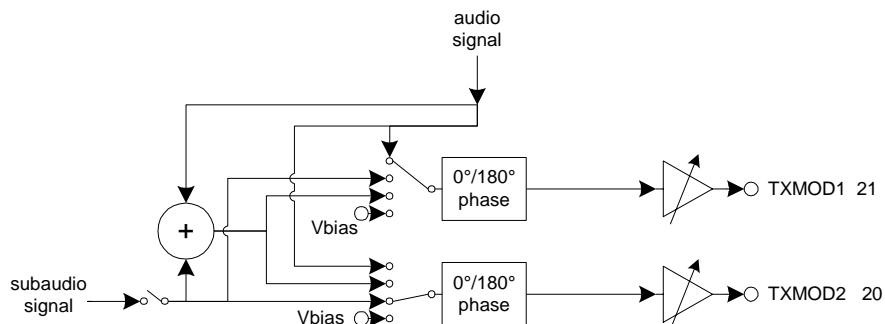 audio
signal
0°/180°
phase
TXMOD1 21
Vbias
+
subaudio
signal
0°/180°
phase
TXMOD2 20
Vbias